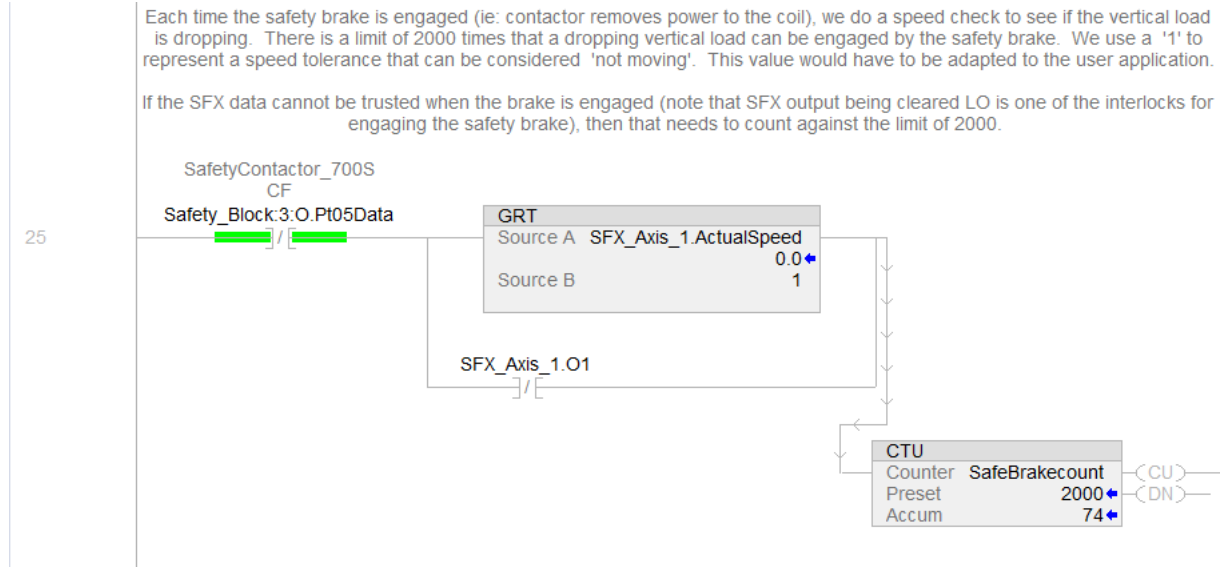 Each time the safety brake is engaged (ie: contactor removes power to the coil), we do a speed check to see if the vertical load
is dropping.  There is a limit of 2000 times that a dropping vertical load can be engaged by the safety brake.  We use a  '1' to
represent a speed tolerance that can be considered  'not moving'.  This value would have to be adapted to the user application.
If the SFX data cannot be trusted when the brake is engaged (note that SFX output being cleared LO is one of the interlocks for
engaging the safety brake), then that needs to count against the limit of 2000.
SafetyContactor_700S
CF
Safety_Block:3:O.Pt05Data
25
GRT
Source A SFX_Axis_1.ActualSpeed
0.0
Source B 1
SFX_Axis_1.O1
CTU
Counter SafeBrakecount CU
Preset 2000 DN
Accum 74